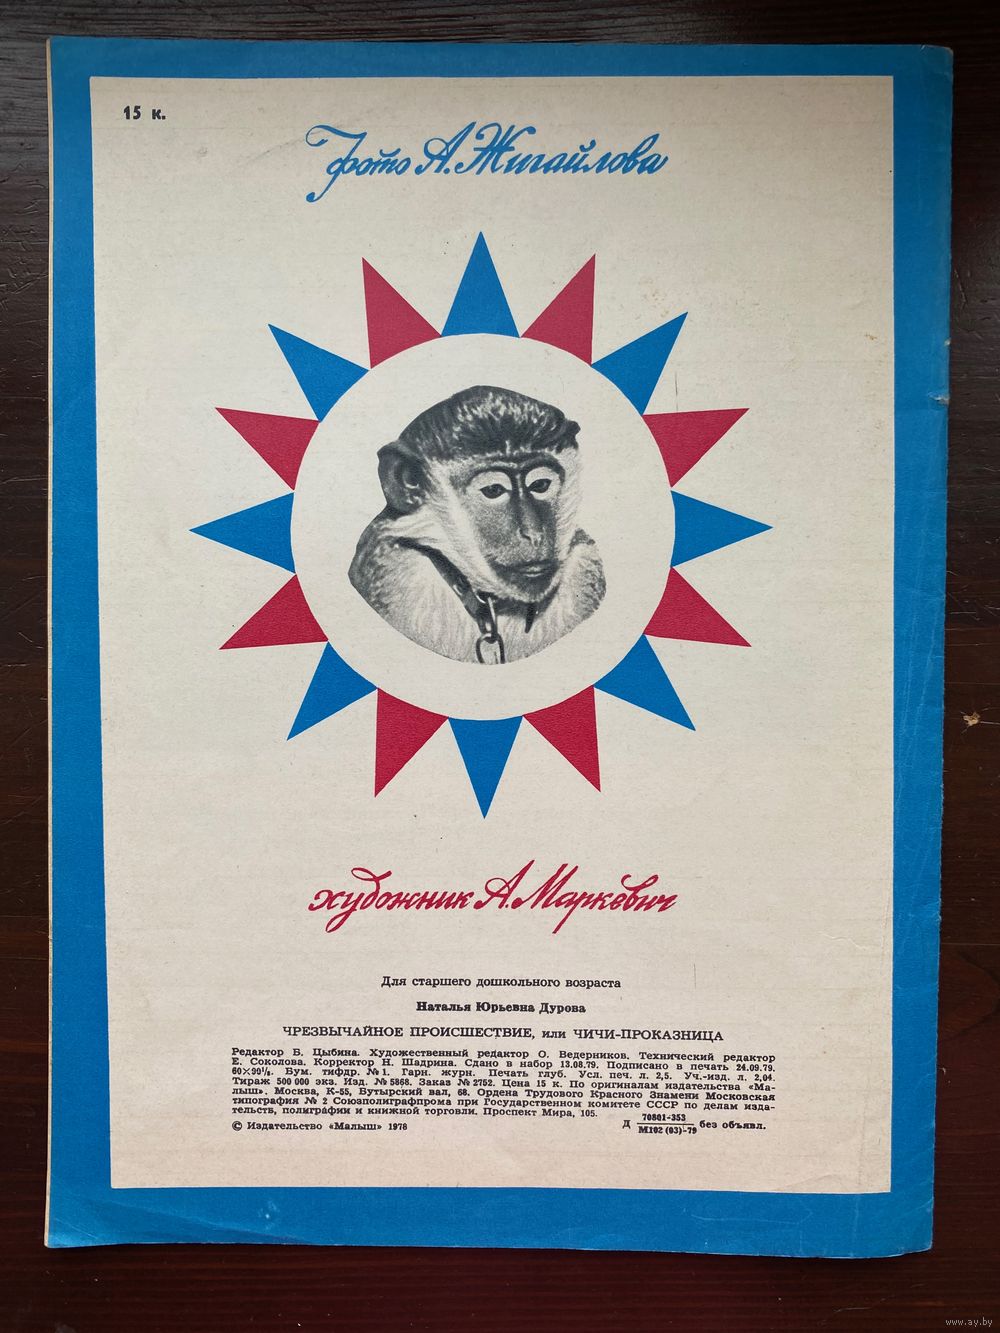 15 к.
фото А. Жигайлова
художник А. Маркевич
Для старшего дошкольного возраста
Наталья Юрьевна Дурова
ЧРЕЗВЫЧАЙНОЕ ПРОИСШЕСТВИЕ, или ЧИЧИ-ПРОКАЗНИЦА
Редактор Б. Цыбина. Художественный редактор О. Ведерников. Технический редактор
Е. Соколова. Корректор Н. Шадрина. Сдано в набор 13.08.79. Подписано в печать 24.09.79.
60×90¹/₈. Бум. тифдр. № 1. Гарн. журн. Печать глуб. Усл. печ. л. 2,5. Уч.-изд. л. 2,04.
Тираж 500 000 экз. Изд. № 5868. Заказ № 2752. Цена 15 к. По оригиналам издательства «Ма-
лыш». Москва, К-55, Бутырский вал, 68. Ордена Трудового Красного Знамени Московская
типография № 2 Союзполиграфпрома при Государственном комитете СССР по делам изда-
тельств, полиграфии и книжной торговли. Проспект Мира, 105.
© Издательство «Малыш» 1978
Д 70801-353/М102 (03)-79 без объявл.
www.ay.by